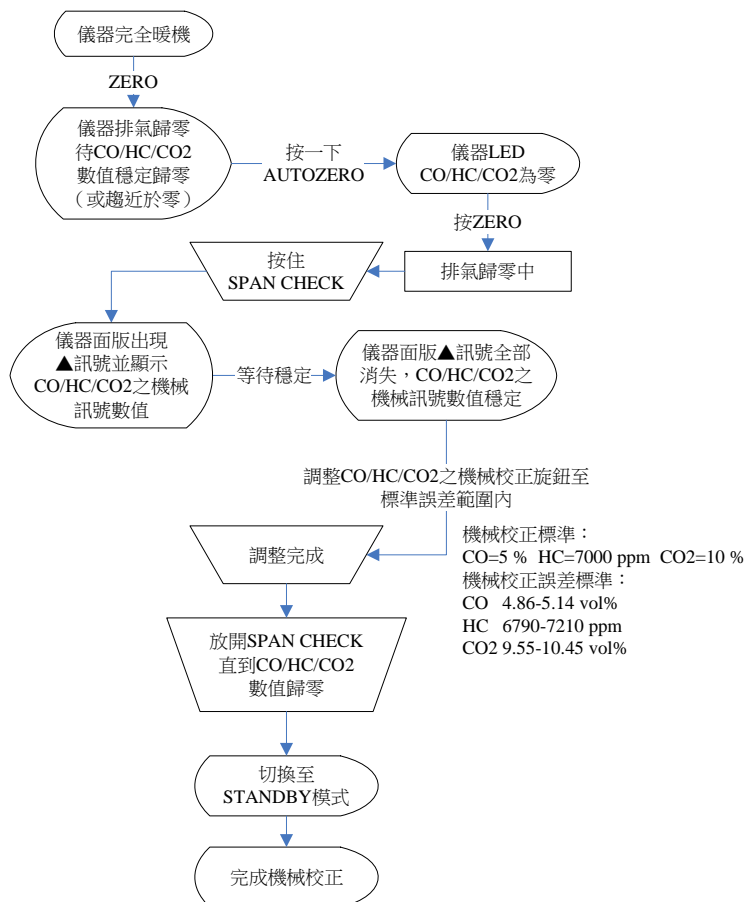 儀器完全暖機
ZERO
儀器排氣歸零
待CO/HC/CO2
數值穩定歸零
（或趨近於零）
按一下
AUTOZERO
儀器LED
CO/HC/CO2為零
按ZERO
排氣歸零中
按住
SPAN CHECK
儀器面版出現
▲訊號並顯示
CO/HC/CO2之機械
訊號數值
等待穩定
儀器面版▲訊號全部
消失，CO/HC/CO2之
機械訊號數值穩定
調整CO/HC/CO2之機械校正旋鈕至
標準誤差範圍內
機械校正標準：
CO=5 % HC=7000 ppm CO2=10 %
機械校正誤差標準：
CO 4.86-5.14 vol%
HC 6790-7210 ppm
CO2 9.55-10.45 vol%
調整完成
放開SPAN CHECK
直到CO/HC/CO2
數值歸零
切換至
STANDBY模式
完成機械校正